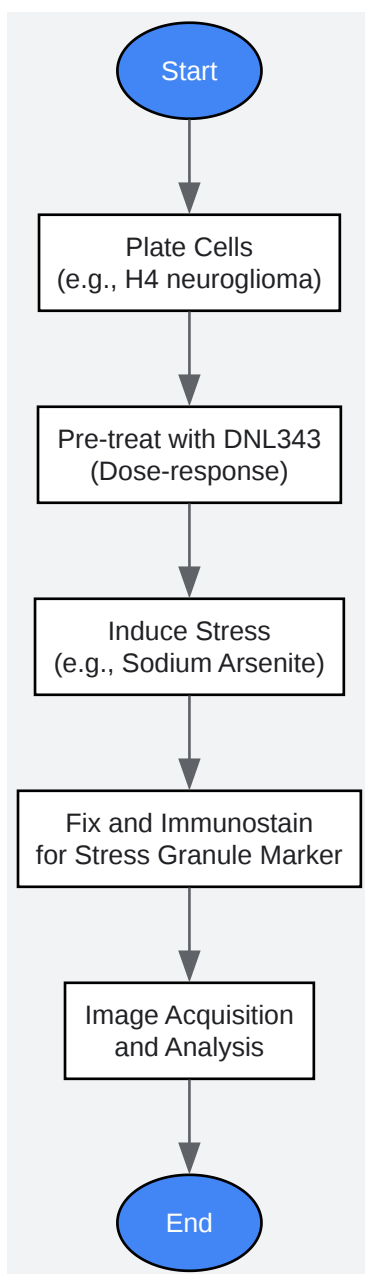 Start
Plate Cells
(e.g., H4 neuroglioma)
Pre-treat with DNL343
(Dose-response)
Induce Stress
(e.g., Sodium Arsenite)
Fix and Immunostain
for Stress Granule Marker
Image Acquisition
and Analysis
End